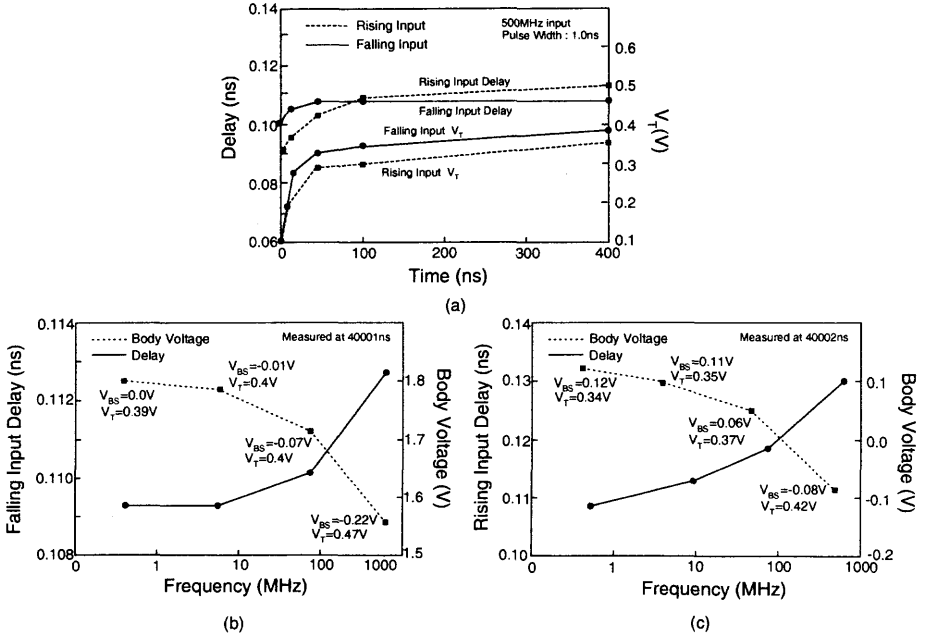 0.14
0.12
0.10
0.08
0.06
Delay (ns)
Rising Input
Falling Input
500MHz input
Pulse Width : 1.0ns
Rising Input Delay
Falling Input Delay
Falling Input V_T
Rising Input V_T
0.6
0.5
0.4
0.3
0.2
0.1
V_T(V)
0 100 200 300 400
Time (ns)
(a)
0.1114
0.1112
0.110
0.1090
0.108
Falling Input Delay (ns)
Body Voltage
Delay
Measured at 40001ns
V_BS=0.0V
V_T=0.39V
V_BS=-0.01V
V_T=0.4V
V_BS=-0.07V
V_T=0.4V
V_BS=-0.22V
V_T=0.47V
1.8
1.7
1.6
1.5
Body Voltage (V)
0 1 10 100 1000
Frequency (MHz)
(b)
0.14
0.13
0.12
0.11
0.10
Rising Input Delay (ns)
Body Voltage
Delay
Measured at 40002ns
V_BS=0.12V
V_T=0.34V
V_BS=0.11V
V_T=0.35V
V_BS=0.06V
V_T=0.37V
V_BS=-0.08V
V_T=0.42V
0.1
0.0
-0.1
-0.2
Body Voltage (V)
0 1 10 100 1000
Frequency (MHz)
(c)